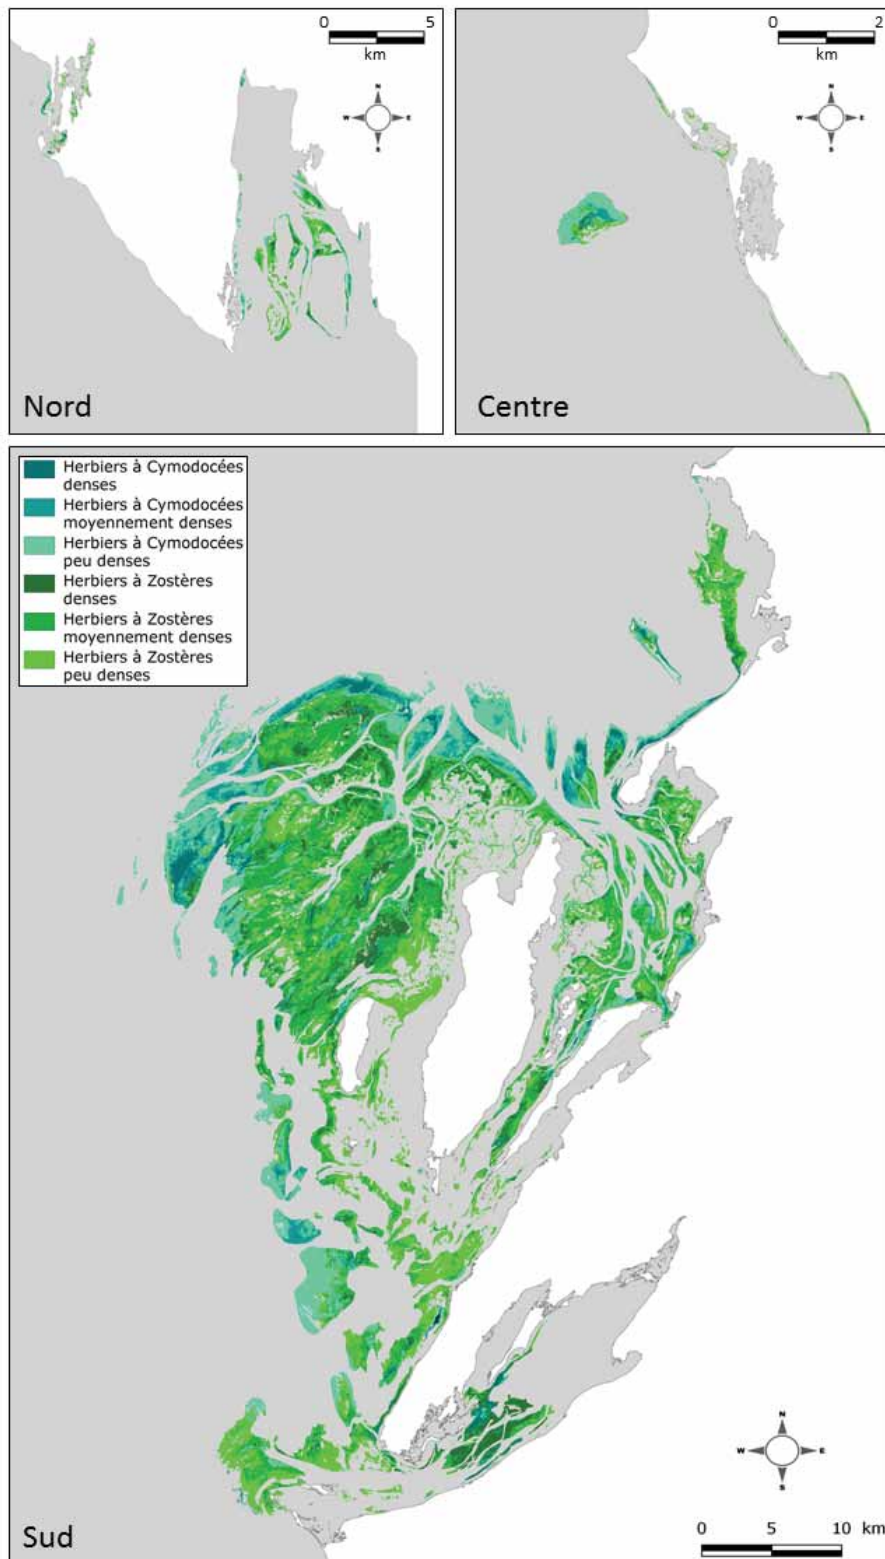 0 5
km
N
W E
S
Nord
0 2
km
N
W E
S
Centre
Herbiers à Cymodocées
denses
Herbiers à Cymodocées
moyennement denses
Herbiers à Cymodocées
peu denses
Herbiers à Zostères
denses
Herbiers à Zostères
moyennement denses
Herbiers à Zostères
peu denses
N
W E
S
Sud
0 5 10 km